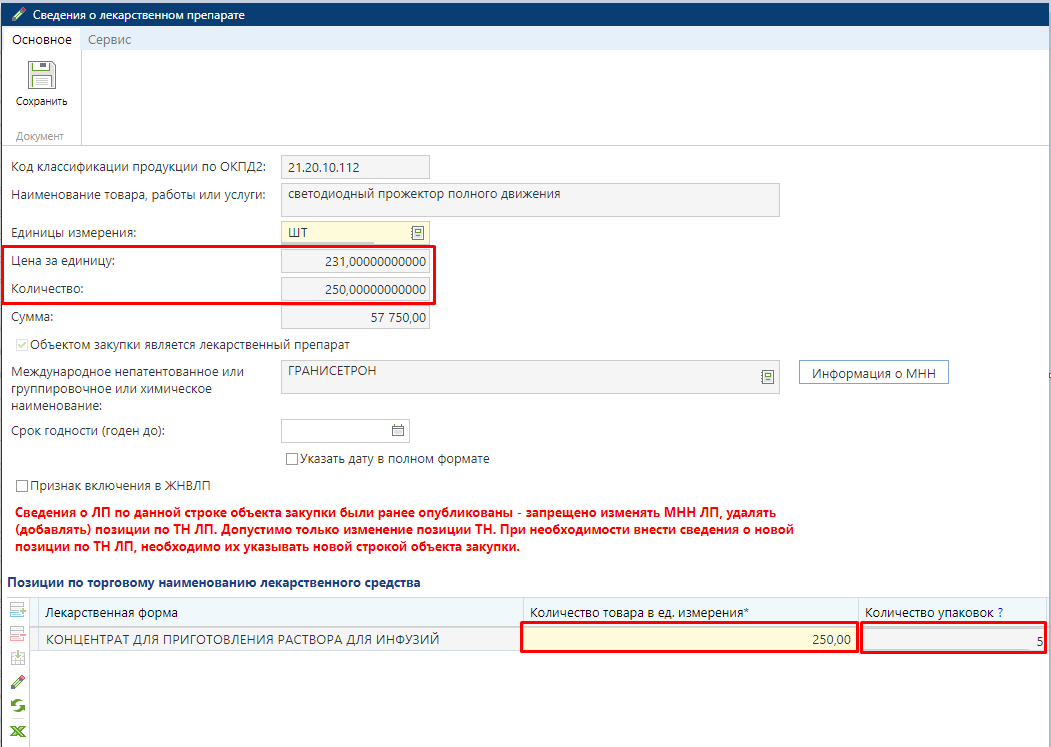 Сведения о лекарственном препарате
Основное Сервис
Сохранить
Документ
Код классификации продукции по ОКПД2: 21.20.10.112
Наименование товара, работы или услуги: светодиодный прожектор полного движения
Единицы измерения: ШТ
Цена за единицу: 231,00000000000
Количество: 250,00000000000
Сумма: 57 750,00
Объектом закупки является лекарственный препарат
Международное непатентованное или
группировочное или химическое
наименование:
ГРАНИСЕТРОН
Информация о МНН
Срок годности (годен до):
Указать дату в полном формате
Признак включения в ЖНВЛП
Сведения о ЛП по данной строке объекта закупки были ранее опубликованы - запрещено изменять МНН ЛП, удалять
(добавлять) позиции по ТН ЛП. Допустимо только изменение позиции ТН. При необходимости внести сведения о новой
позиции по ТН ЛП, необходимо их указывать новой строкой объекта закупки.
Позиции по торговому наименованию лекарственного средства
Лекарственная форма Количество товара в ед. измерения* Количество упаковок ?
КОНЦЕНТРАТ ДЛЯ ПРИГОТОВЛЕНИЯ РАСТВОРА ДЛЯ ИНФУЗИЙ 250,00 5